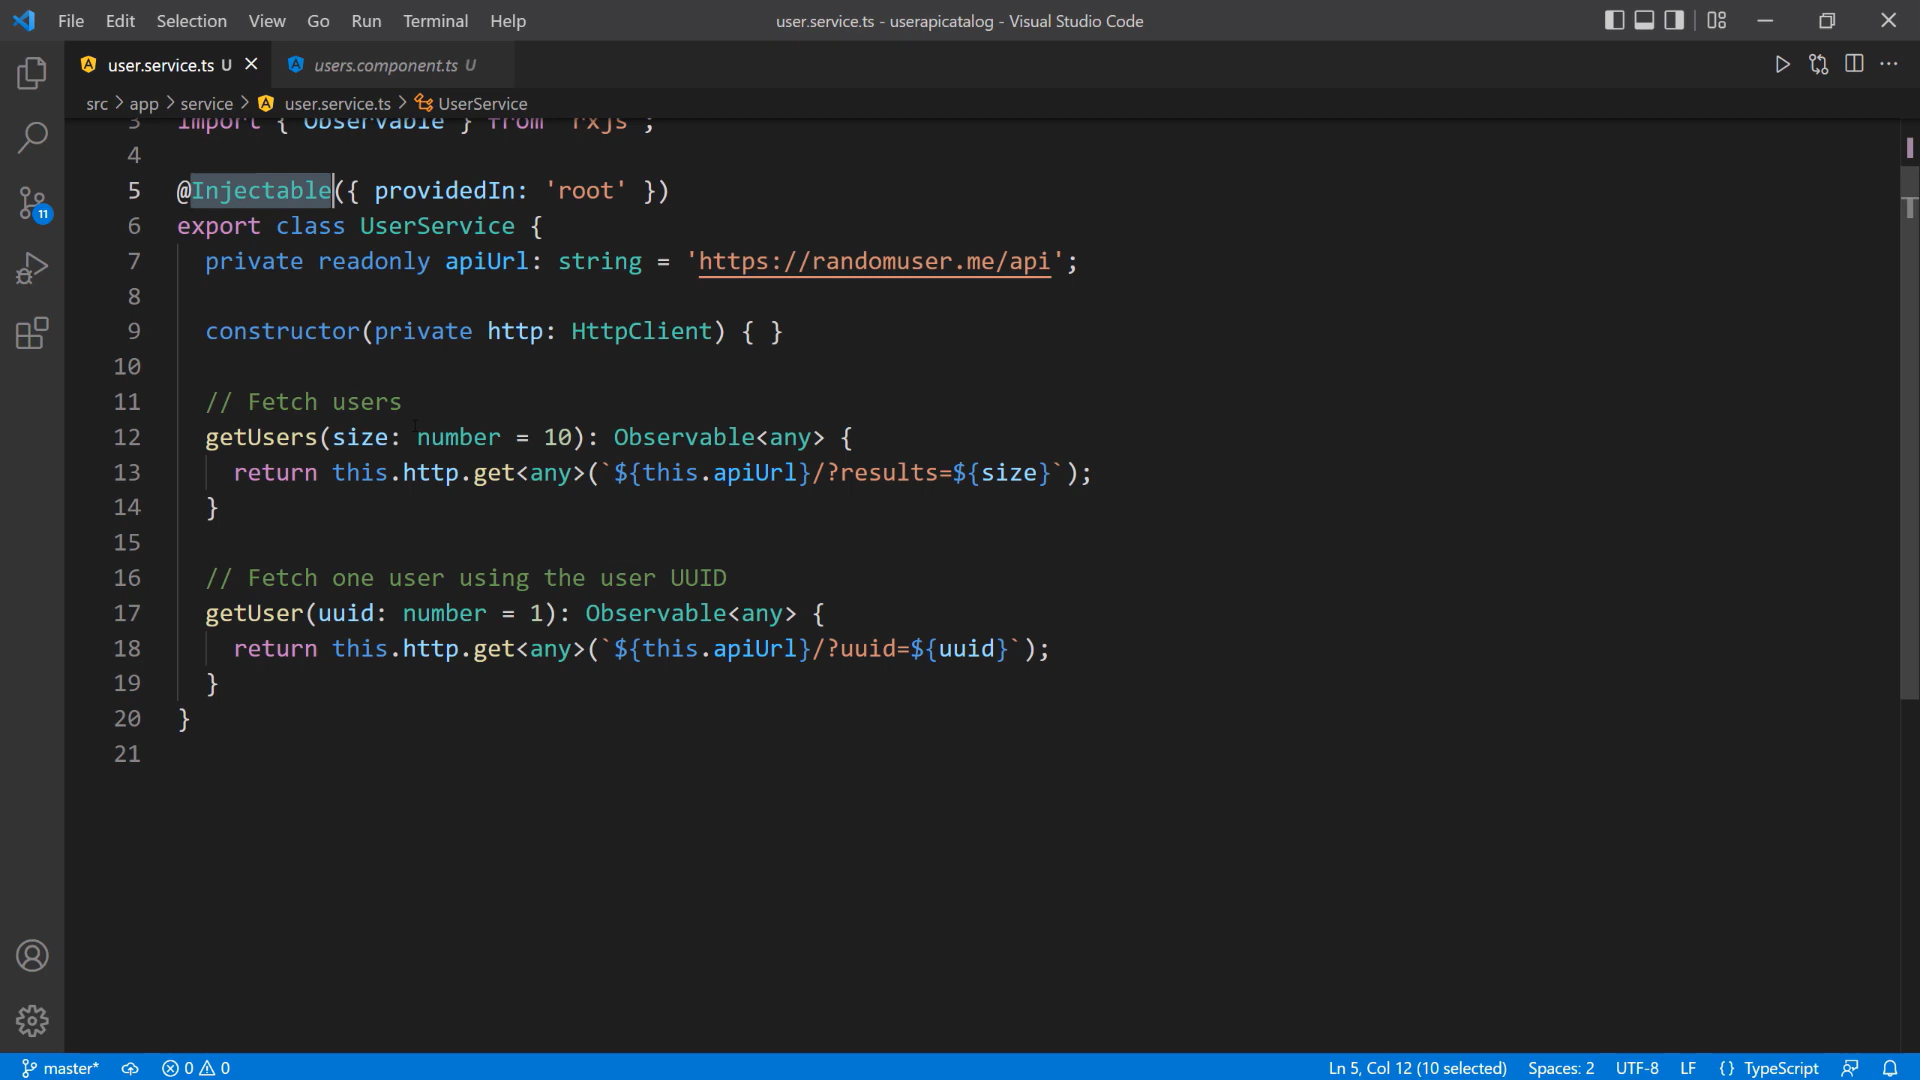 File Edit Selection View Go Run Terminal Help user.service.ts - userapicatalog - Visual Studio Code
user.service.ts U users.component.ts U
src > app > service > user.service.ts > UserService
3 import { Observable } from 'rxjs';
4
5 @Injectable({ providedIn: 'root' })
6 export class UserService {
7 private readonly apiUrl: string = 'https://randomuser.me/api';
8
9 constructor(private http: HttpClient) { }
10
11 // Fetch users
12 getUsers(size: number = 10): Observable<any> {
13 return this.http.get<any>(`${this.apiUrl}/?results=${size}`);
14 }
15
16 // Fetch one user using the user UUID
17 getUser(uuid: number = 1): Observable<any> {
18 return this.http.get<any>(`${this.apiUrl}/?uuid=${uuid}`);
19 }
20 }
21
11
master* 0 0 Ln 5, Col 12 (10 selected) Spaces: 2 UTF-8 LF {} TypeScript